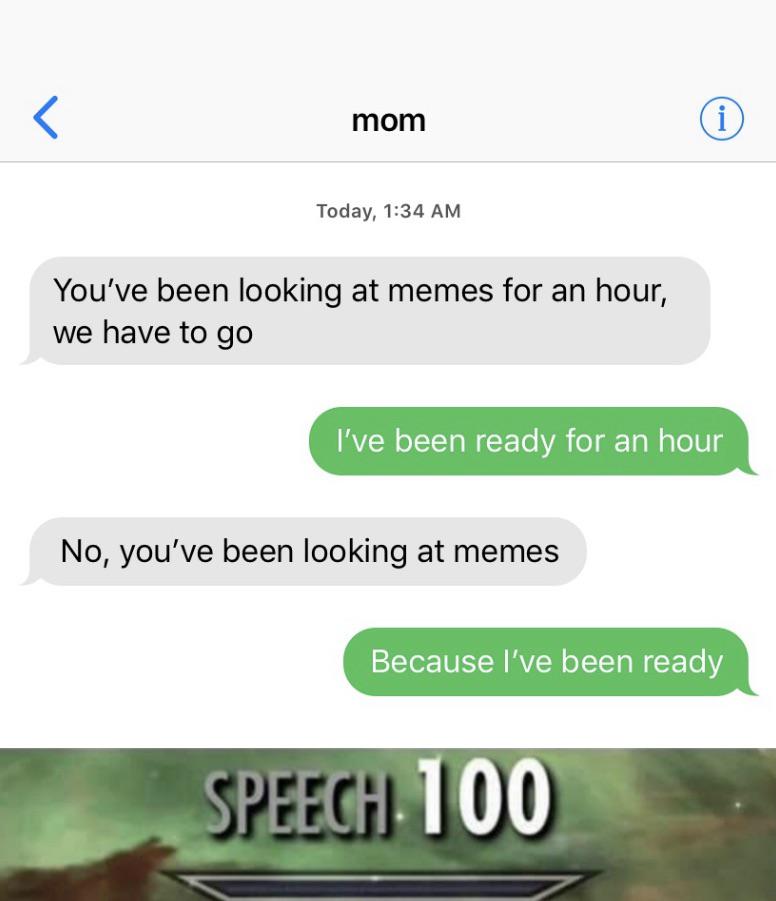 mom
Today, 1:34 AM
You’ve been looking at memes for an hour,
we have to go
I’ve been ready for an hour
No, you’ve been looking at memes
Because I’ve been ready
SPEECH 100